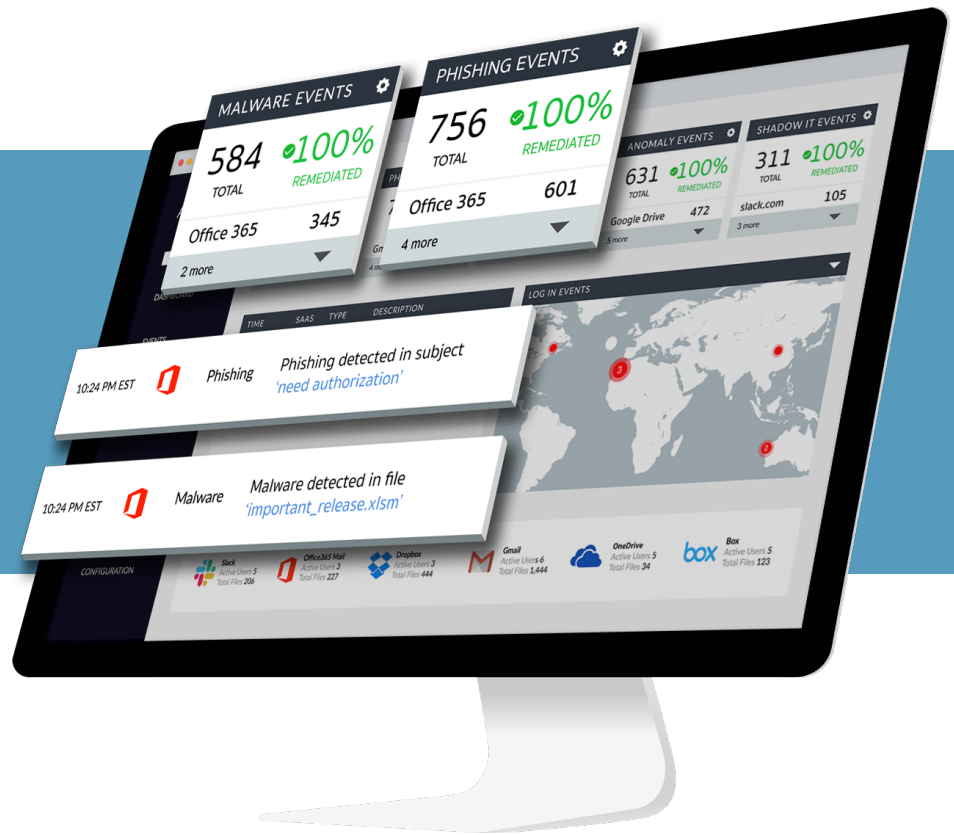 MALWARE EVENTS
584
TOTAL
100%
REMEDIATED
Office 365 345
2 more
PHISHING EVENTS
756
TOTAL
100%
REMEDIATED
Office 365 601
4 more
ANOMALY EVENTS
631
TOTAL
100%
REMEDIATED
Google Drive 472
5 more
SHADOW IT EVENTS
311
TOTAL
100%
REMEDIATED
slack.com 105
3 more
DASHBOARD
EVENTS
TIME SAAS TYPE DESCRIPTION
LOG IN EVENTS
3
2
10:24 PM EST Phishing Phishing detected in subject
'need authorization'
10:24 PM EST Malware Malware detected in file
'important_release.xlsm'
CONFIGURATION
Slack
Active Users 5
Total Files 206
Office365 Mail
Active Users 3
Total Files 227
Dropbox
Active Users 3
Total Files 444
Gmail
Active Users 6
Total Files 1,444
OneDrive
Active Users 5
Total Files 34
box
Box
Active Users 5
Total Files 123